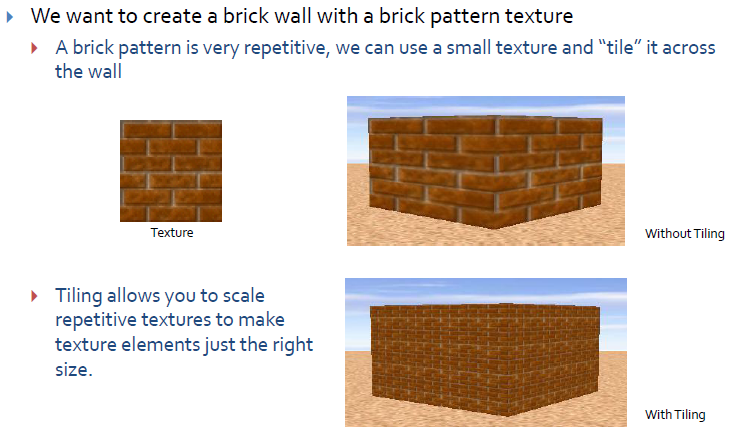 We want to create a brick wall with a brick pattern texture
A brick pattern is very repetitive, we can use a small texture and “tile” it across
the wall
Texture
Without Tiling
Tiling allows you to scale
repetitive textures to make
texture elements just the right
size.
With Tiling